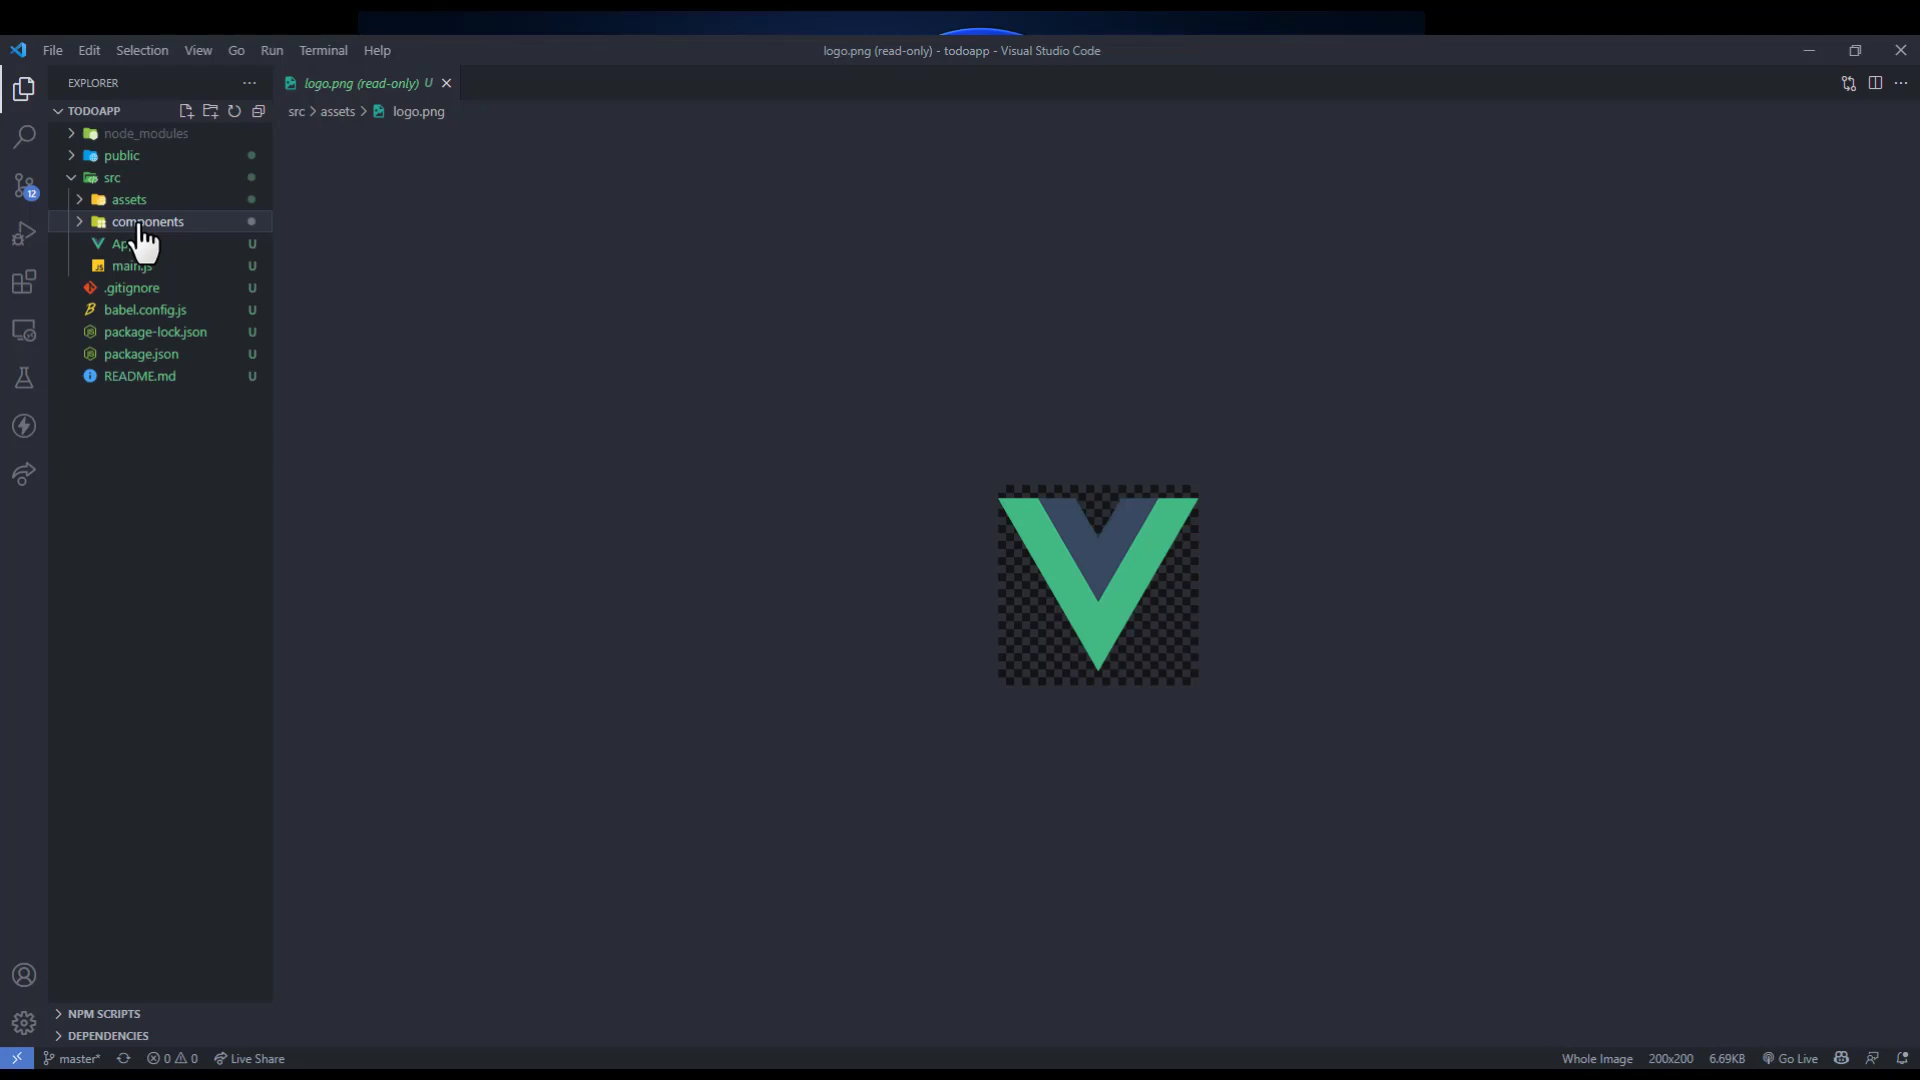 File Edit Selection View Go Run Terminal Help
logo.png (read-only) - todoapp - Visual Studio Code
EXPLORER
logo.png (read-only) U
TODOAPP
src > assets > logo.png
node_modules
public
src
assets
components
U
main.js U
.gitignore U
babel.config.js U
package-lock.json U
package.json U
README.md U
12
NPM SCRIPTS
DEPENDENCIES
master* 0 0 Live Share
Whole Image 200x200 6.69KB Go Live